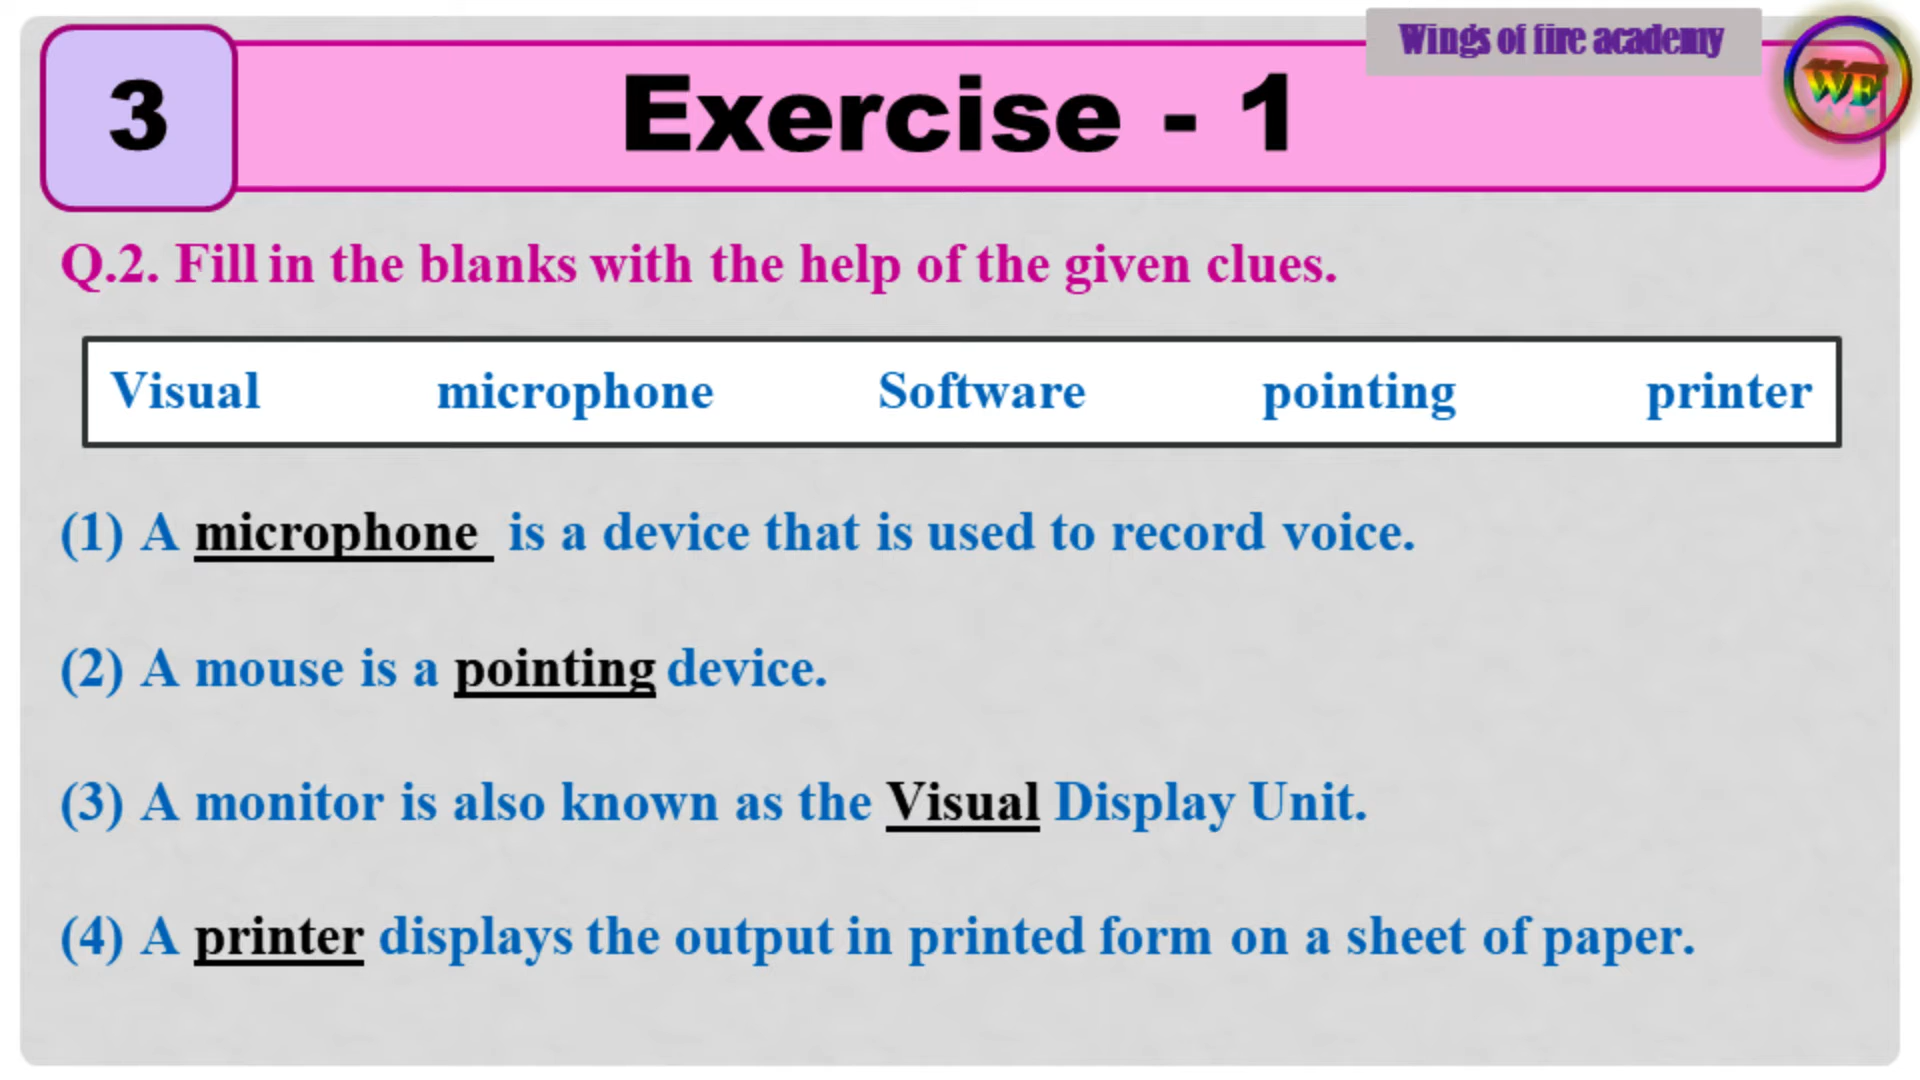 Wings of fire academy
WF
3
Exercise - 1
Q.2. Fill in the blanks with the help of the given clues.
Visual microphone Software pointing printer
(1) A microphone is a device that is used to record voice.
(2) A mouse is a pointing device.
(3) A monitor is also known as the Visual Display Unit.
(4) A printer displays the output in printed form on a sheet of paper.